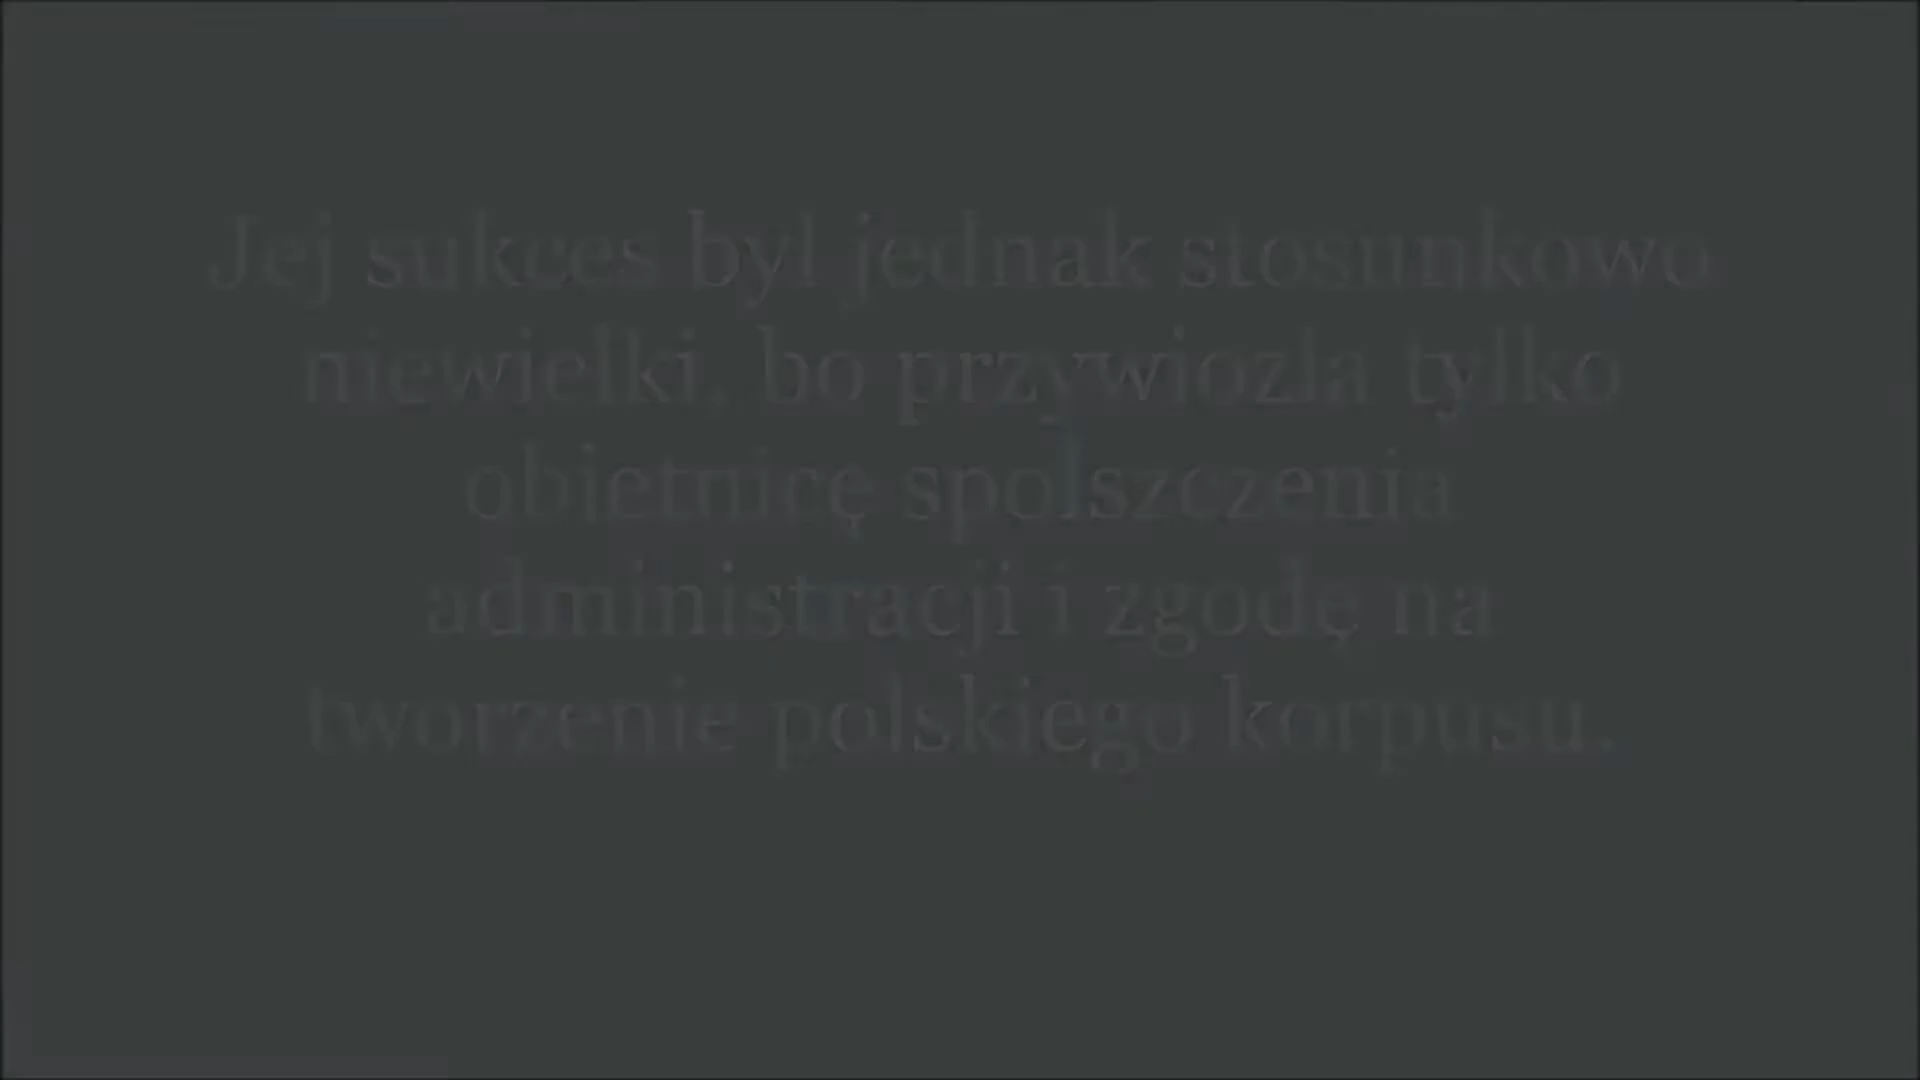 Jej sukces był jednak stosunkowo
niewielki, bo przywiozła tylko
obietnicę spolszczenia
administracji i zgodę na
tworzenie polskiego korpusu.